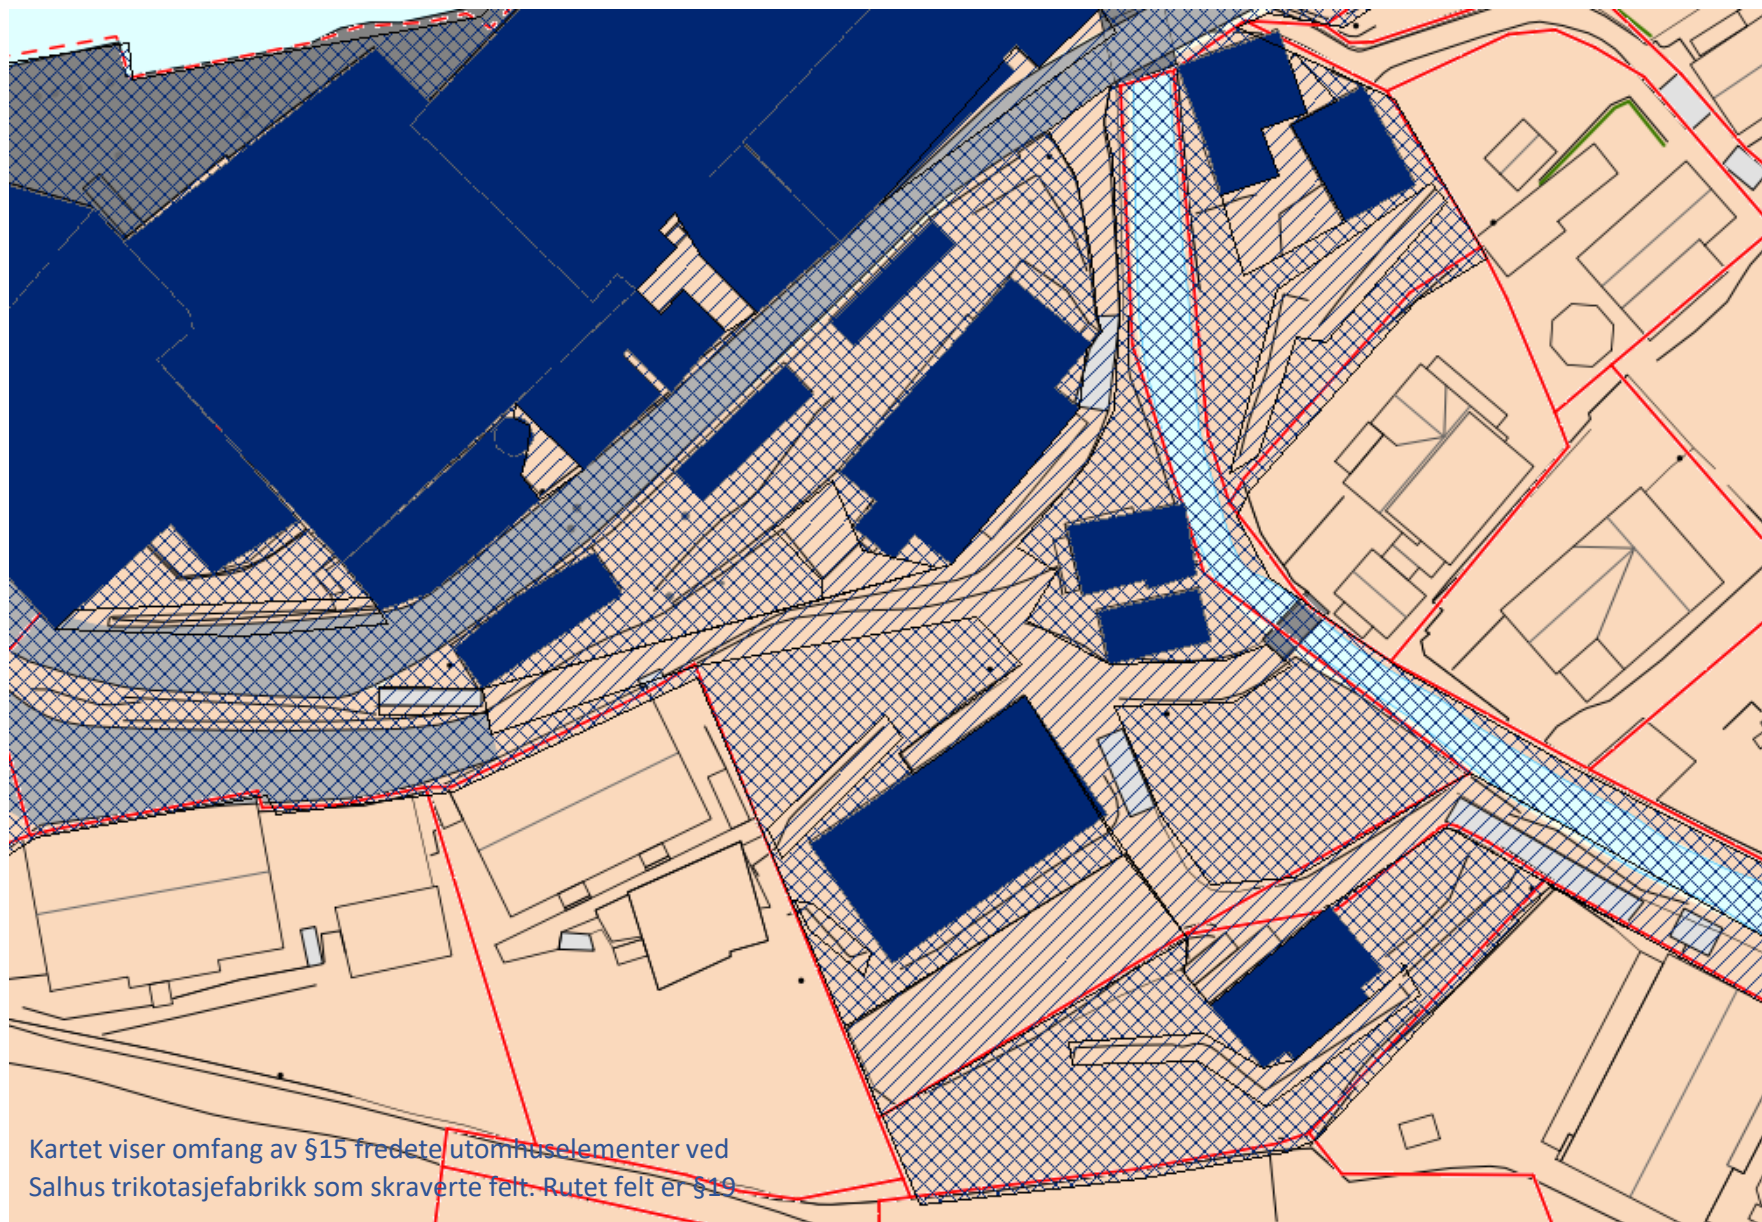 Kartet viser omfang av §15 fredete utomhuselementer ved
Salhus trikotasjefabrikk som skraverte felt. Rutet felt er §19